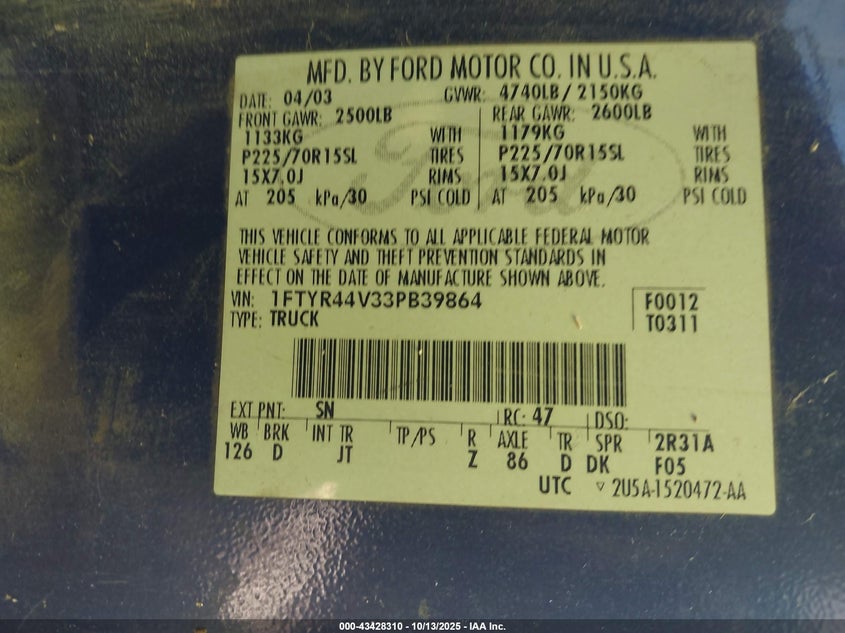 MFD. BY FORD MOTOR CO. IN U.S.A.
DATE: 04/03 GVWR: 4740LB/ 2150KG
FRONT GAWR: 2500LB REAR GAWR: 2600LB
1133KG WITH 1179KG WITH
P225/70R15SL TIRES P225/70R15SL TIRES
15X7.0J RIMS 15X7.0J RIMS
AT 205 kPa/30 PSI COLD AT 205 kPa/30 PSI COLD
Ford
THIS VEHICLE CONFORMS TO ALL APPLICABLE FEDERAL MOTOR
VEHICLE SAFETY AND THEFT PREVENTION STANDARDS IN
EFFECT ON THE DATE OF MANUFACTURE SHOWN ABOVE.
VIN: 1FTYR44V33PB39864 F0012
TYPE: TRUCK T0311
EXT PNT: SN RC: 47 DSO:
WB BRK INT TR TP/PS R AXLE TR SPR 2R31A
126 D JT Z 86 D DK F05
UTC ▽ 2U5A-1520472-AA
000-43428310 - 10/13/2025 - IAA Inc.